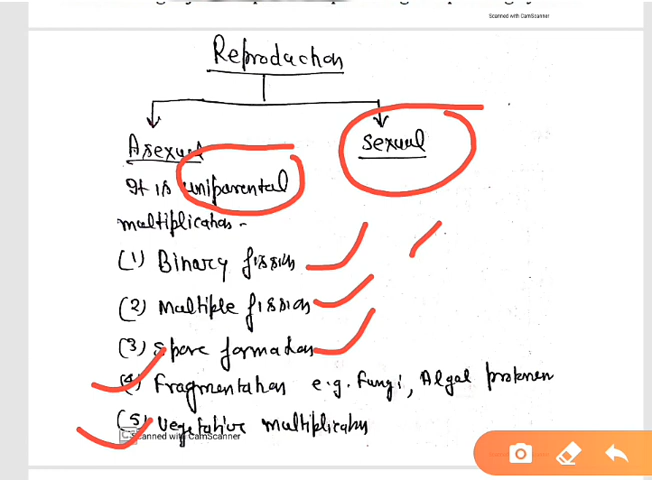 Scanned with CamScanner
Reproduction
Asexual
Sexual
It is uniparental
multiplication -
(1) Binary fission
(2) Multiple fission
(3) Spore formation
(4) Fragmentation e.g. Fungi, Algal
(5) Vegetative multiplication
Scanned with CamScanner